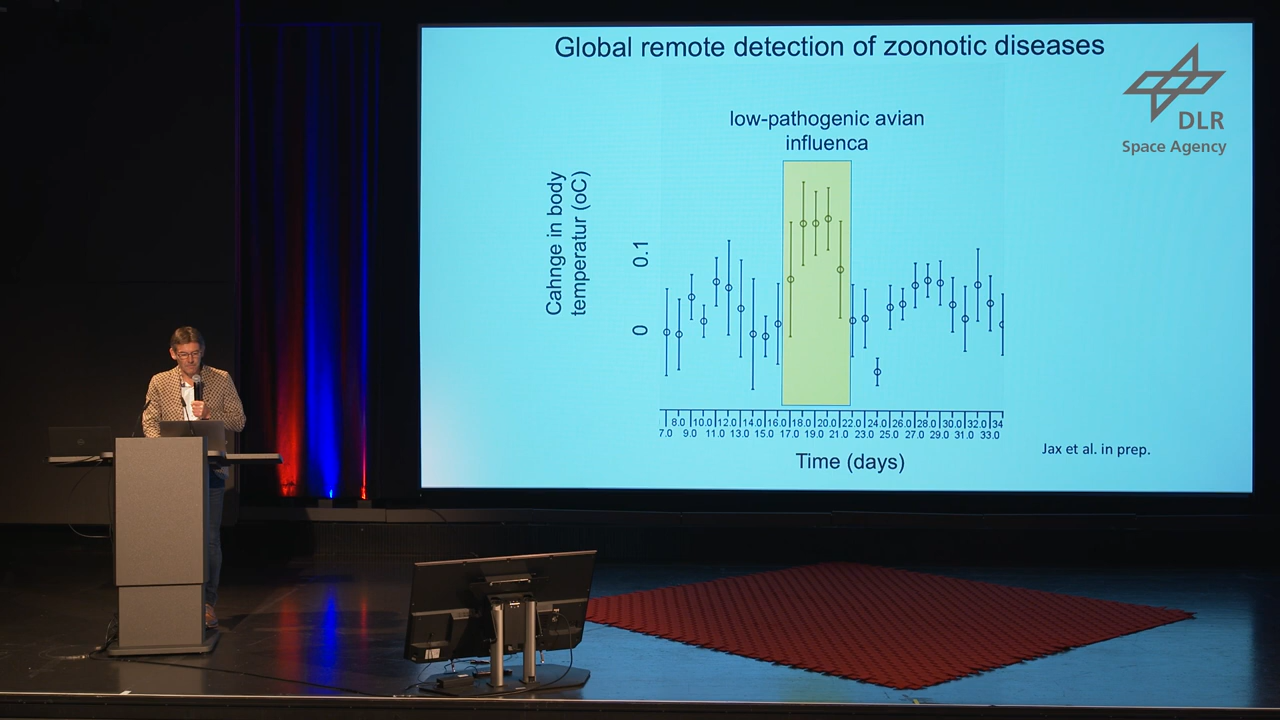 Global remote detection of zoonotic diseases
DLR
Space Agency
low-pathogenic avian
influenca
Cahnge in body
temperatur (oC)
0.1
0
8.0 10.0 12.0 14.0 16.0 18.0 20.0 22.0 24.0 26.0 28.0 30.0 32.0 34
7.0 9.0 11.0 13.0 15.0 17.0 19.0 21.0 23.0 25.0 27.0 29.0 31.0 33.0
Time (days)
Jax et al. in prep.